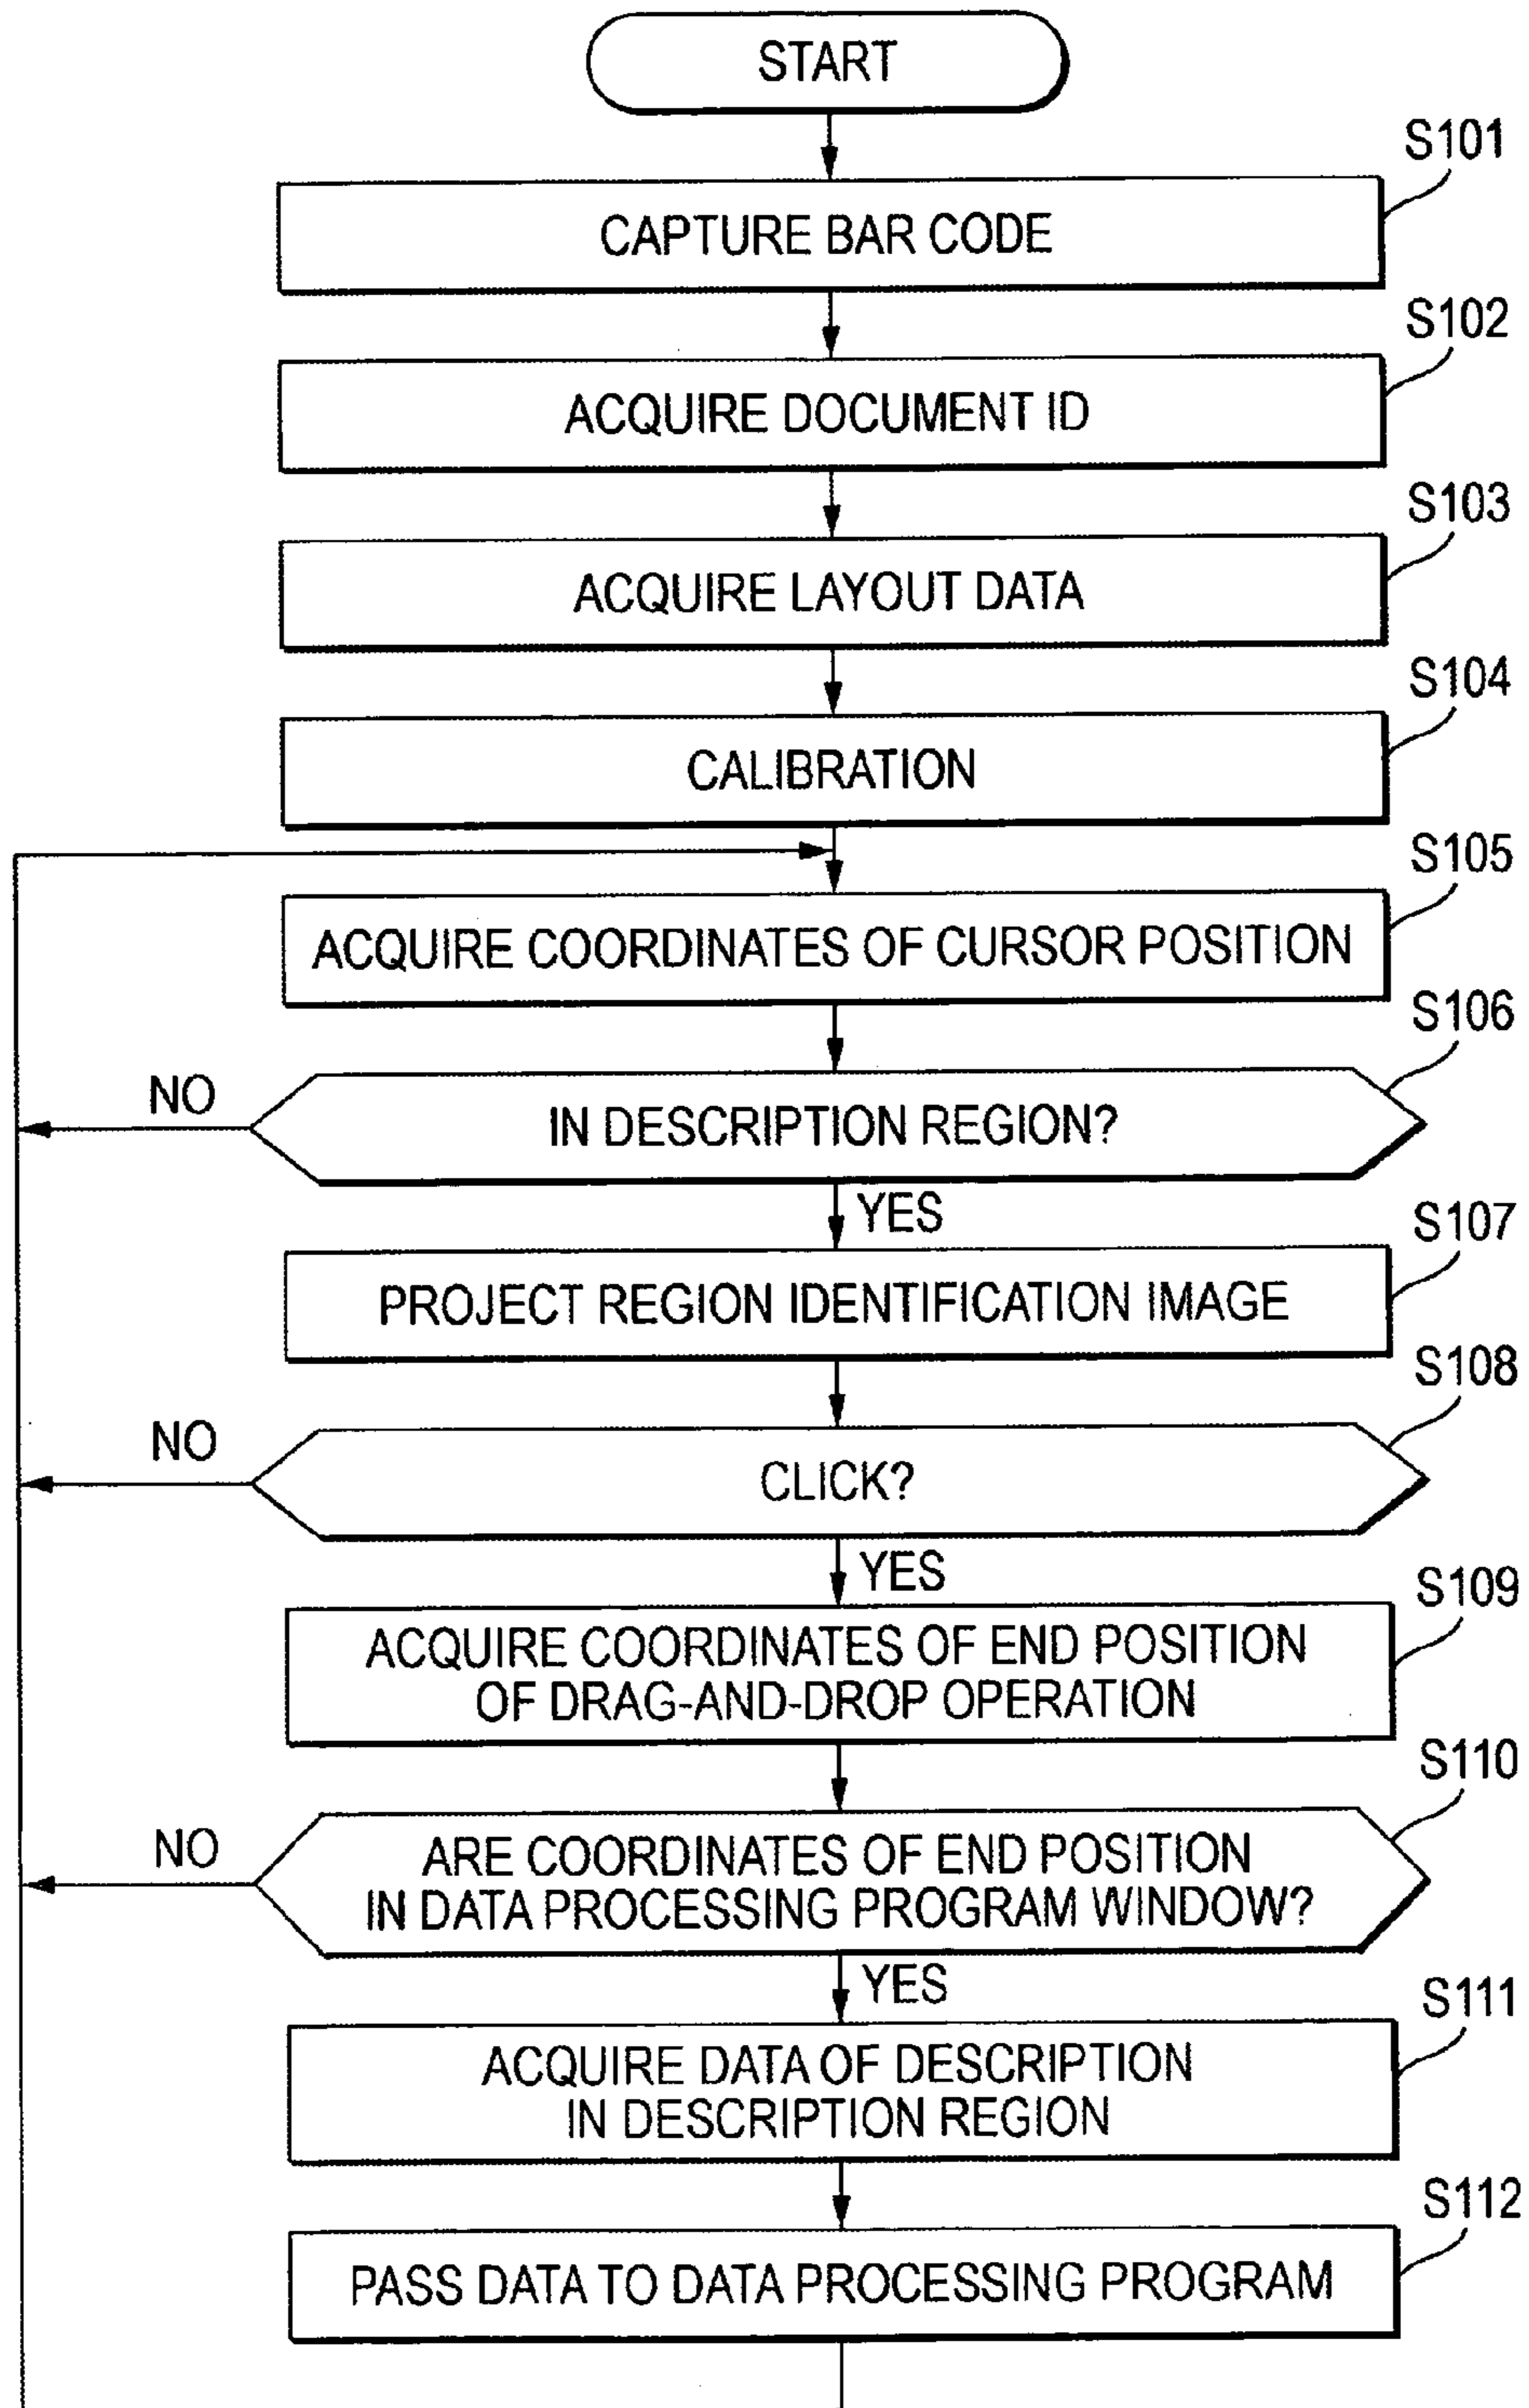 START
S101
CAPTURE BAR CODE
S102
ACQUIRE DOCUMENT ID
S103
ACQUIRE LAYOUT DATA
S104
CALIBRATION
S105
ACQUIRE COORDINATES OF CURSOR POSITION
S106
NO
IN DESCRIPTION REGION?
YES
S107
PROJECT REGION IDENTIFICATION IMAGE
S108
NO
CLICK?
YES
S109
ACQUIRE COORDINATES OF END POSITION
OF DRAG-AND-DROP OPERATION
S110
NO
ARE COORDINATES OF END POSITION
IN DATA PROCESSING PROGRAM WINDOW?
YES
S111
ACQUIRE DATA OF DESCRIPTION
IN DESCRIPTION REGION
S112
PASS DATA TO DATA PROCESSING PROGRAM